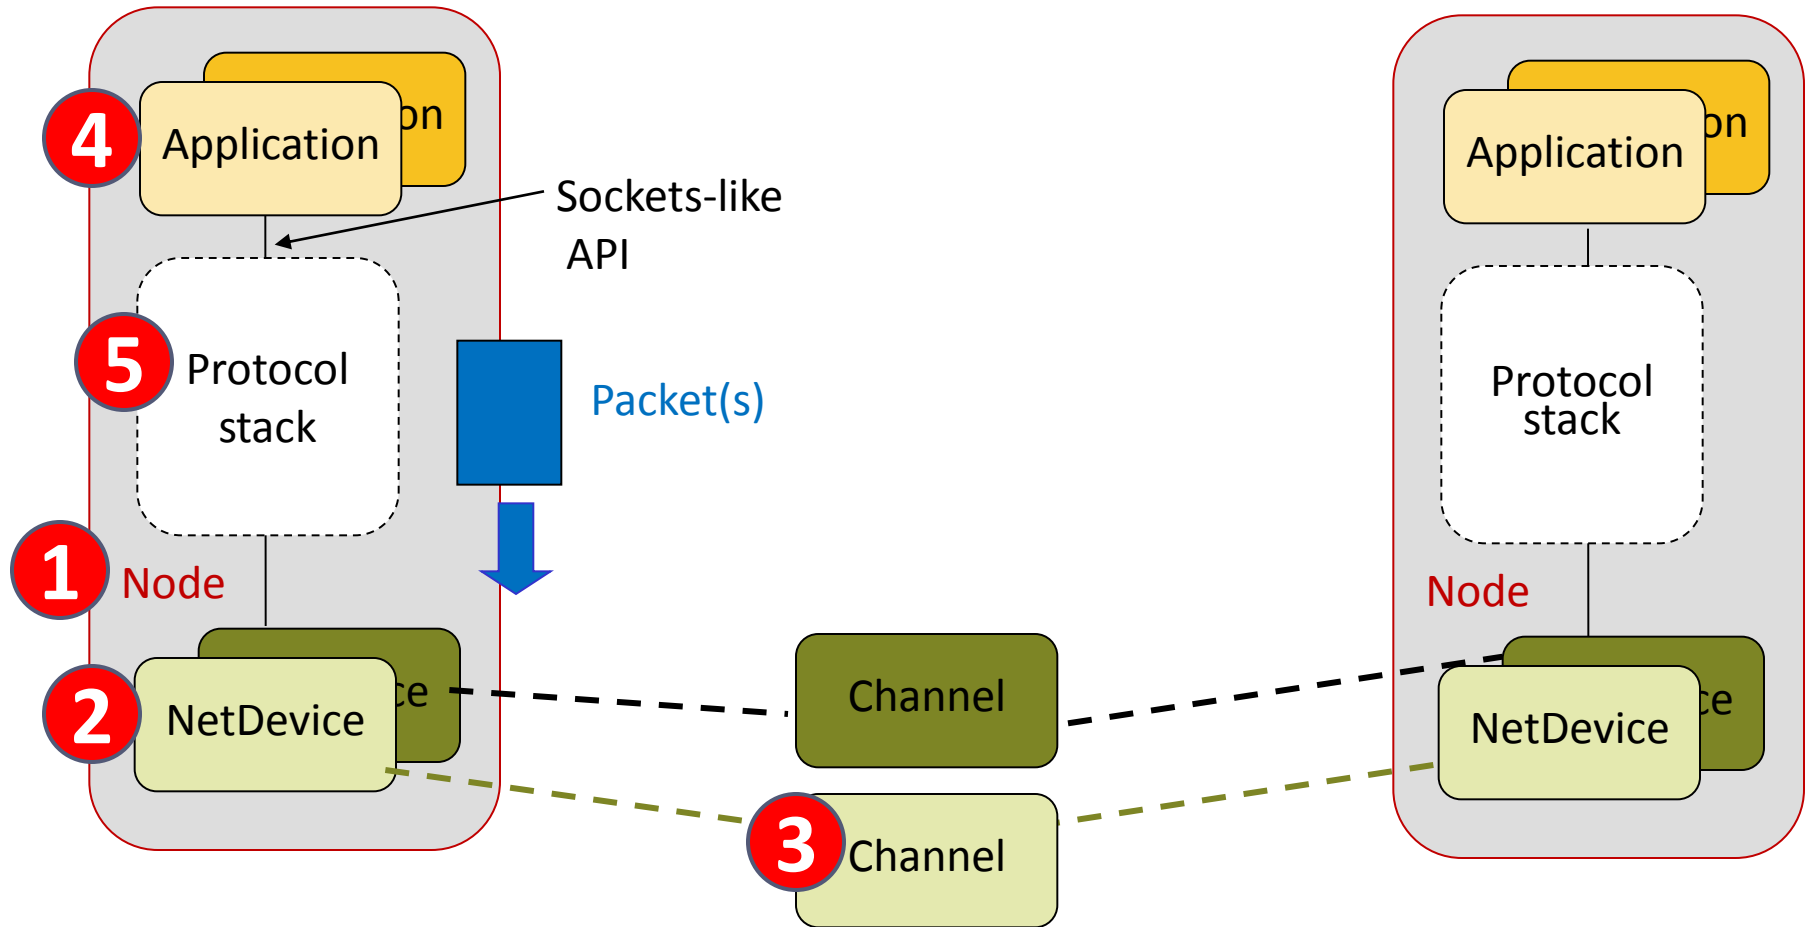 on
4
Application
Sockets-like
API
5
Protocol
stack
Packet(s)
1
Node
ce
2
NetDevice
Channel
3
Channel
on
Application
Protocol
stack
Node
ce
NetDevice